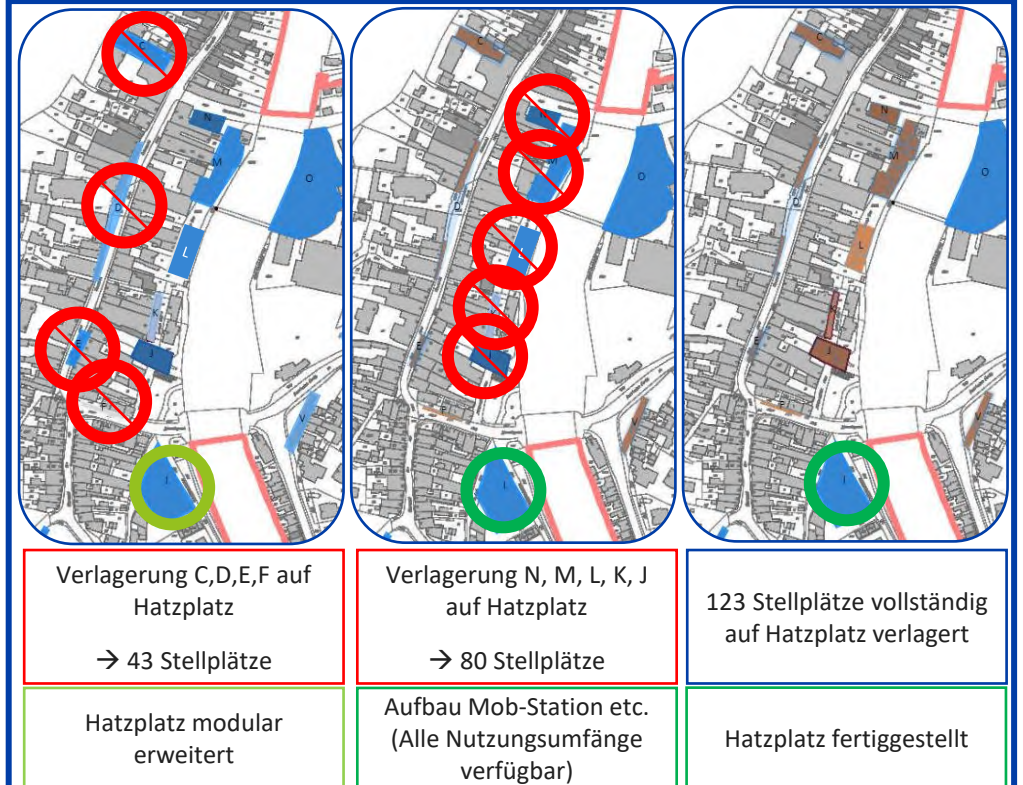 C
N
M
O
D
L
K
E
J
F
V
I
C
M
O
D
L
E
F
V
I
C
N
M
O
D
L
K
E
J
F
V
I
Verlagerung C,D,E,F auf
Hatzplatz
→ 43 Stellplätze
Verlagerung N, M, L, K, J
auf Hatzplatz
→ 80 Stellplätze
123 Stellplätze vollständig
auf Hatzplatz verlagert
Hatzplatz modular
erweitert
Aufbau Mob-Station etc.
(Alle Nutzungsumfänge
verfügbar)
Hatzplatz fertiggestellt